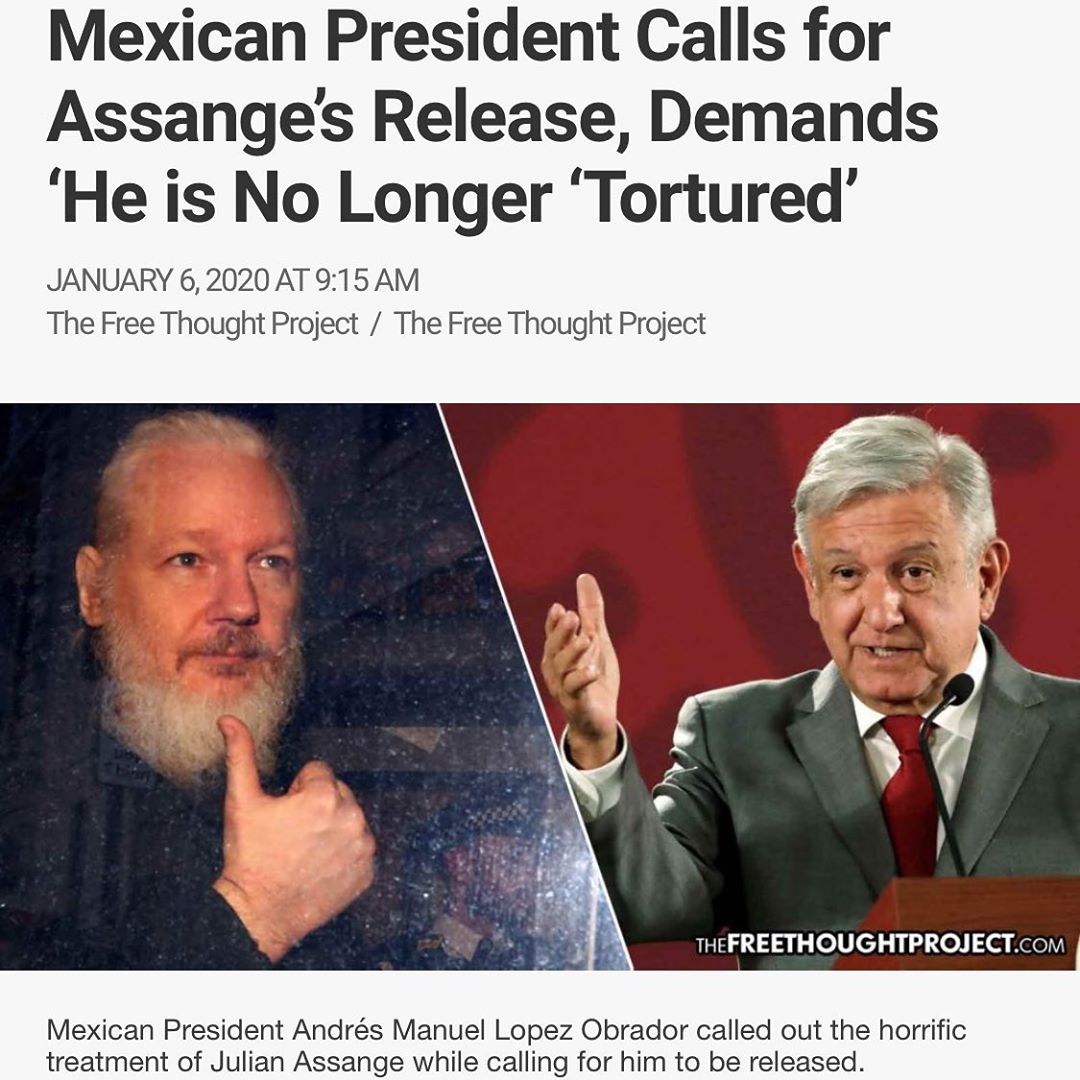 Mexican President Calls for
Assange’s Release, Demands
‘He is No Longer ‘Tortured’
JANUARY 6, 2020 AT 9:15 AM
The Free Thought Project / The Free Thought Project
THEFREETHOUGHTPROJECT.COM
Mexican President Andrés Manuel Lopez Obrador called out the horrific
treatment of Julian Assange while calling for him to be released.